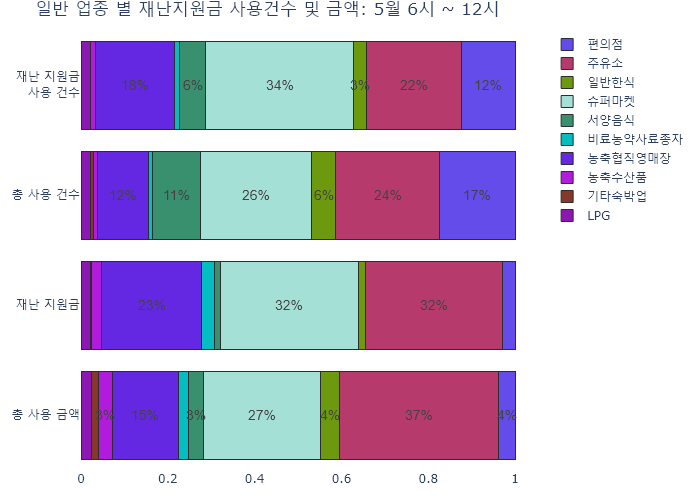 일반 업종 별 재난지원금 사용건수 및 금액: 5월 6시 ~ 12시
재난 지원금
사용 건수
18%
6%
34%
3%
22%
12%
총 사용 건수
12%
11%
26%
6%
24%
17%
재난 지원금
23%
32%
32%
총 사용 금액
3%
15%
3%
27%
4%
37%
4%
0
0.2
0.4
0.6
0.8
1
편의점
주유소
일반한식
슈퍼마켓
서양음식
비료농약사료종자
농축협직영매장
농축수산품
기타숙박업
LPG